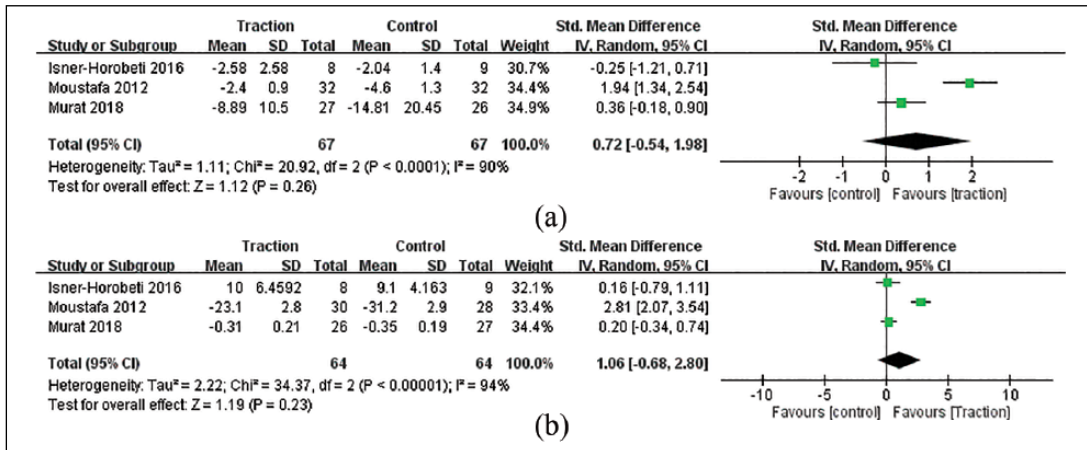 Traction Control Std. Mean Difference Std. Mean Difference
Study or Subgroup Mean SD Total Mean SD Total Weight IV, Random, 95% CI IV, Random, 95% CI
Isner-Horobeti 2016 -2.58 2.58 8 -2.04 1.4 9 30.7% -0.25 [-1.21, 0.71]
Moustafa 2012 -2.4 0.9 32 -4.6 1.3 32 34.4% 1.94 [1.34, 2.54]
Murat 2018 -8.89 10.5 27 -14.81 20.45 26 34.9% 0.36 [-0.18, 0.90]
Total (95% CI) 67 67 100.0% 0.72 [-0.54, 1.98]
Heterogeneity: Tau² = 1.11; Chi² = 20.92, df = 2 (P < 0.0001); I² = 90%
Test for overall effect: Z = 1.12 (P = 0.26)
-2 -1 0 1 2
Favours [control] Favours [traction]
(a)
Traction Control Std. Mean Difference Std. Mean Difference
Study or Subgroup Mean SD Total Mean SD Total Weight IV, Random, 95% CI IV, Random, 95% CI
Isner-Horobeti 2016 10 6.4592 8 9.1 4.163 9 32.1% 0.16 [-0.79, 1.11]
Moustafa 2012 -23.1 2.8 30 -31.2 2.9 28 33.4% 2.81 [2.07, 3.54]
Murat 2018 -0.31 0.21 26 -0.35 0.19 27 34.4% 0.20 [-0.34, 0.74]
Total (95% CI) 64 64 100.0% 1.06 [-0.68, 2.80]
Heterogeneity: Tau² = 2.22; Chi² = 34.37, df = 2 (P < 0.00001); I² = 94%
Test for overall effect: Z = 1.19 (P = 0.23)
-10 -5 0 5 10
Favours [control] Favours [Traction]
(b)